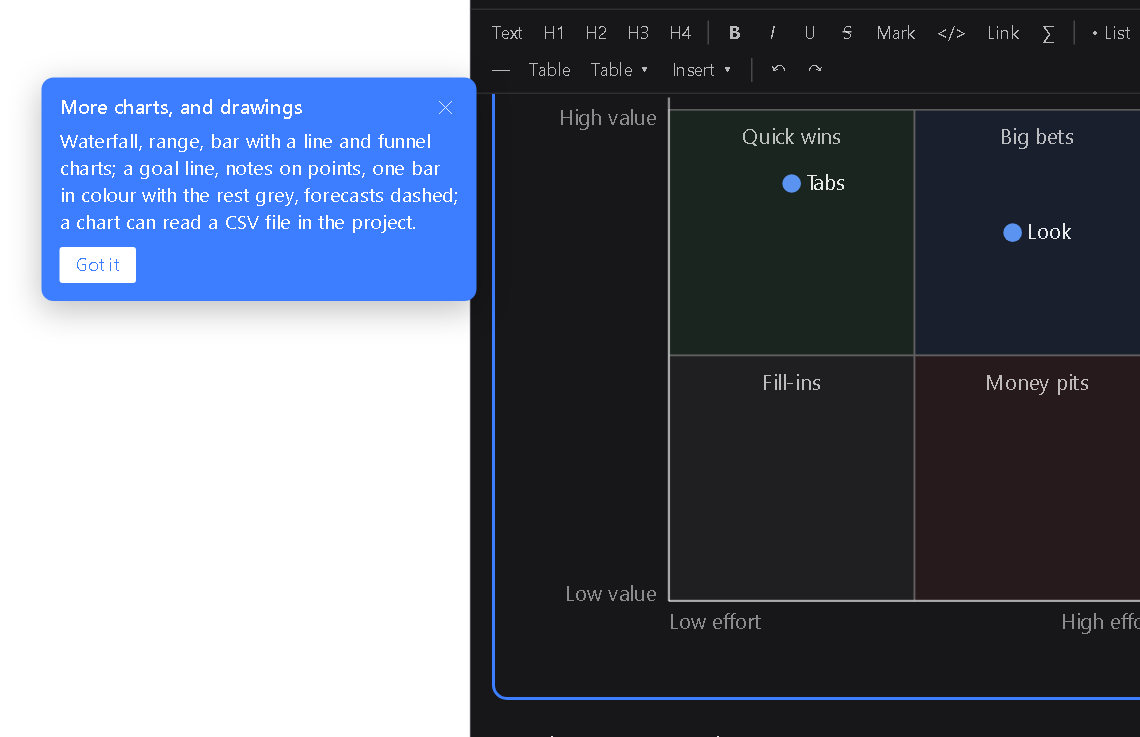 Text H1 H2 H3 H4 B I U S Mark </> Link ∑ • List
— Table Table ▾ Insert ▾
More charts, and drawings
Waterfall, range, bar with a line and funnel
charts; a goal line, notes on points, one bar
in colour with the rest grey, forecasts dashed;
a chart can read a CSV file in the project.
Got it
High value
Quick wins
Big bets
Tabs
Look
Fill-ins
Money pits
Low value
Low effort
High effo